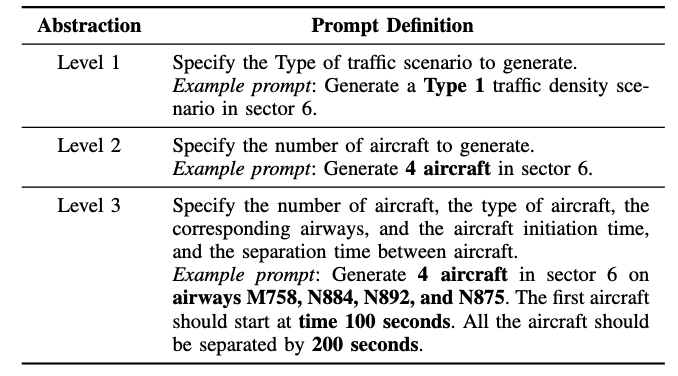 Abstraction Prompt Definition
Level 1 Specify the Type of traffic scenario to generate.
Example prompt: Generate a Type 1 traffic density sce-
nario in sector 6.
Level 2 Specify the number of aircraft to generate.
Example prompt: Generate 4 aircraft in sector 6.
Level 3 Specify the number of aircraft, the type of aircraft, the
corresponding airways, and the aircraft initiation time,
and the separation time between aircraft.
Example prompt: Generate 4 aircraft in sector 6 on
airways M758, N884, N892, and N875. The first aircraft
should start at time 100 seconds. All the aircraft should
be separated by 200 seconds.